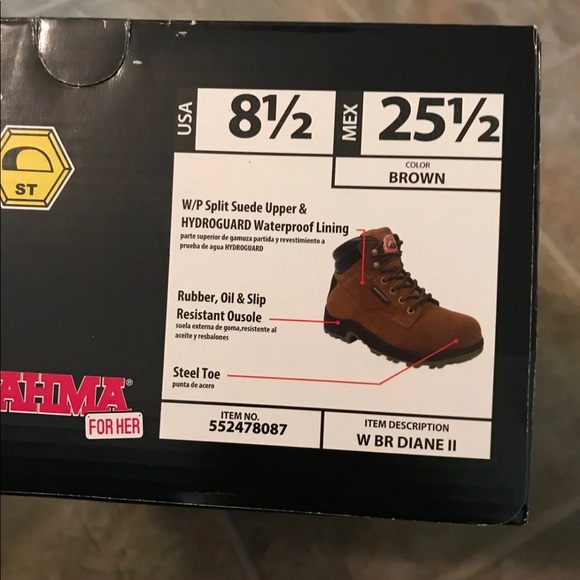 USA
8½
MEX
25½
COLOR
BROWN
ST
W/P Split Suede Upper &
HYDROGUARD Waterproof Lining
parte superior de gamuza partida y revestimiento a
prueba de agua HYDROGUARD
Rubber, Oil & Slip
Resistant Ousole
suela externa de goma,resistente al
aceite y resbalones
Steel Toe
punta de acero
AHMA®
FOR HER
ITEM NO.
552478087
ITEM DESCRIPTION
W BR DIANE II